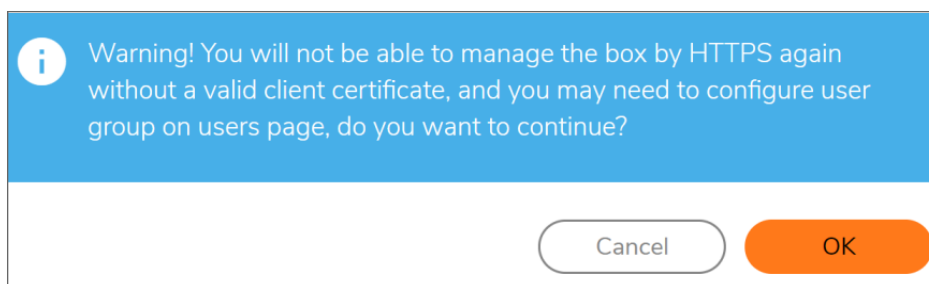 Warning! You will not be able to manage the box by HTTPS again
without a valid client certificate, and you may need to configure user
group on users page, do you want to continue?
Cancel
OK